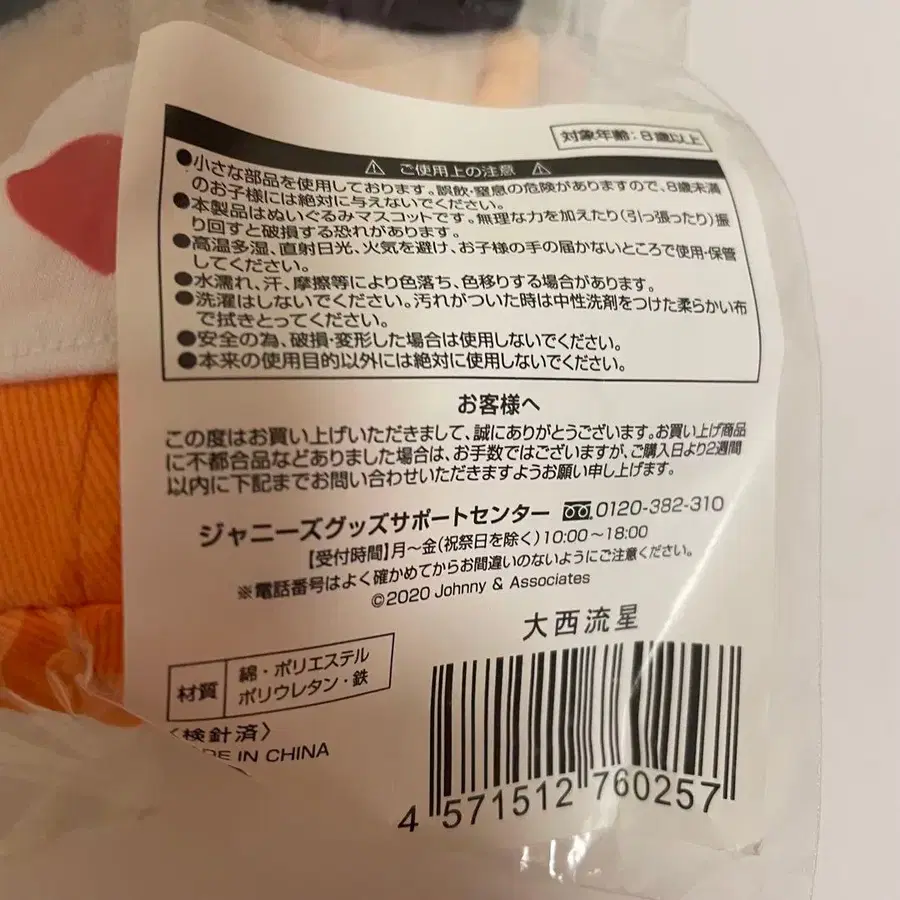 対象年齢:8歳以上
⚠ ご使用上の注意 ⚠
●小さな部品を使用しております。誤飲・窒息の危険がありますので、8歳未満
のお子様には絶対に与えないでください。
●本製品はぬいぐるみマスコットです。無理な力を加えたり(引っ張ったり)振
り回すと破損する恐れがあります。
●高温多湿、直射日光、火気を避け、お子様の手の届かないところで使用・保管
してください。
●水濡れ、汗、摩擦等により色落ち、色移りする場合があります。
●洗濯はしないでください。汚れがついた時は中性洗剤をつけた柔らかい布
で拭きとってください。
●安全の為、破損・変形した場合は使用しないでください。
●本来の使用目的以外には絶対に使用しないでください。
お客様へ
この度はお買い上げいただきまして、誠にありがとうございます。お買い上げ商品
に不都合品などありました場合は、お手数ではございますが、ご購入日より2週間
以内に下記までお問い合わせいただきますようお願い申し上げます。
ジャニーズグッズサポートセンター 0120-382-310
【受付時間】月〜金(祝祭日を除く)10:00〜18:00
※電話番号はよく確かめてからお間違いのないようにご注意ください。
©2020 Johnny & Associates
大西流星
材質 綿・ポリエステル
ポリウレタン・鉄
〈検針済〉
DE IN CHINA
4 571512 760257